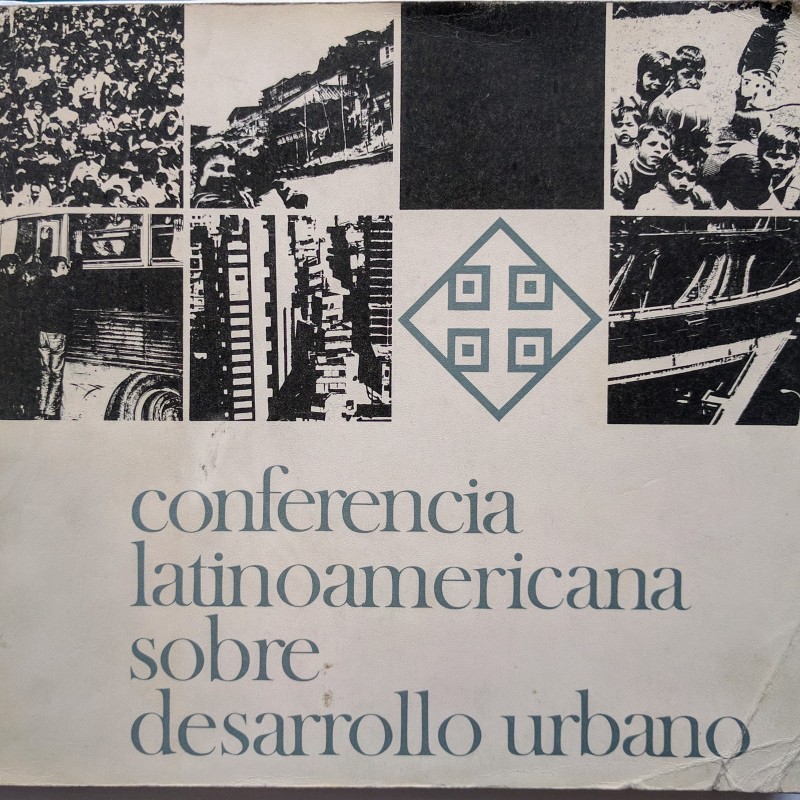 conferencia
latinoamericana
sobre
desarrollo urbano